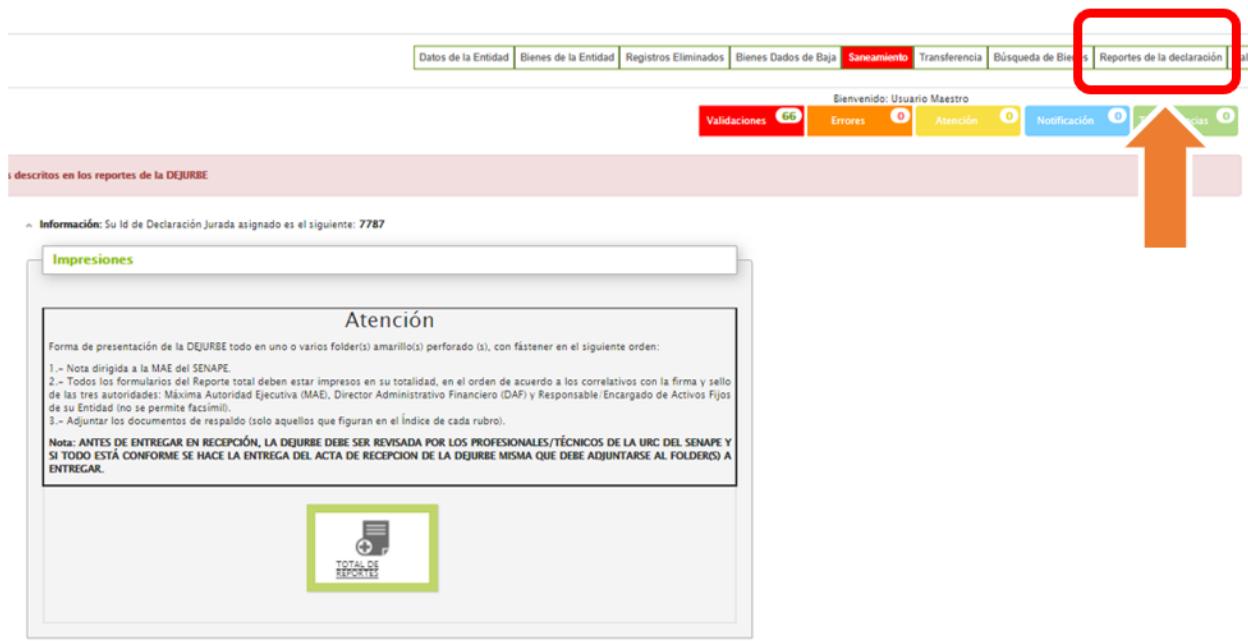 Datos de la Entidad Bienes de la Entidad Registros Eliminados Bienes Dados de Baja Saneamiento Transferencia Búsqueda de Reportes de la declaración
Bienvenido: Usuario Maestro
Validaciones 66 Errores 0 Atención 0 Notificación 0 0
s descritos en los reportes de la DEJURBE
Información: Su Id de Declaración Jurada asignado es el siguiente: 7787
Impresiones
Atención
Forma de presentación de la DEJURBE todo en uno o varios folder(s) amarillo(s) perforado (s), con fástener en el siguiente orden:
1.- Nota dirigida a la MAE del SENAPE.
2.- Todos los formularios del Reporte total deben estar impresos en su totalidad, en el orden de acuerdo a los correlativos con la firma y sello
de las tres autoridades: Máxima Autoridad Ejecutiva (MAE), Director Administrativo Financiero (DAF) y Responsable/Encargado de Activos Fijos
de su Entidad (no se permite facsímil).
3.- Adjuntar los documentos de respaldo (solo aquellos que figuran en el Índice de cada rubro).
Nota: ANTES DE ENTREGAR EN RECEPCIÓN, LA DEJURBE DEBE SER REVISADA POR LOS PROFESIONALES/TÉCNICOS DE LA URC DEL SENAPE Y
SI TODO ESTÁ CONFORME SE HACE LA ENTREGA DEL ACTA DE RECEPCION DE LA DEJURBE MISMA QUE DEBE ADJUNTARSE AL FOLDER(S) A
ENTREGAR.
TOTAL DE
REPORTES